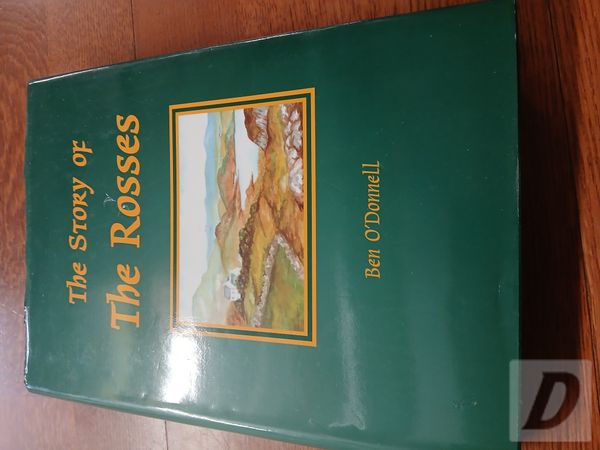 The Story of
The Rosses
Ben O'Donnell
D